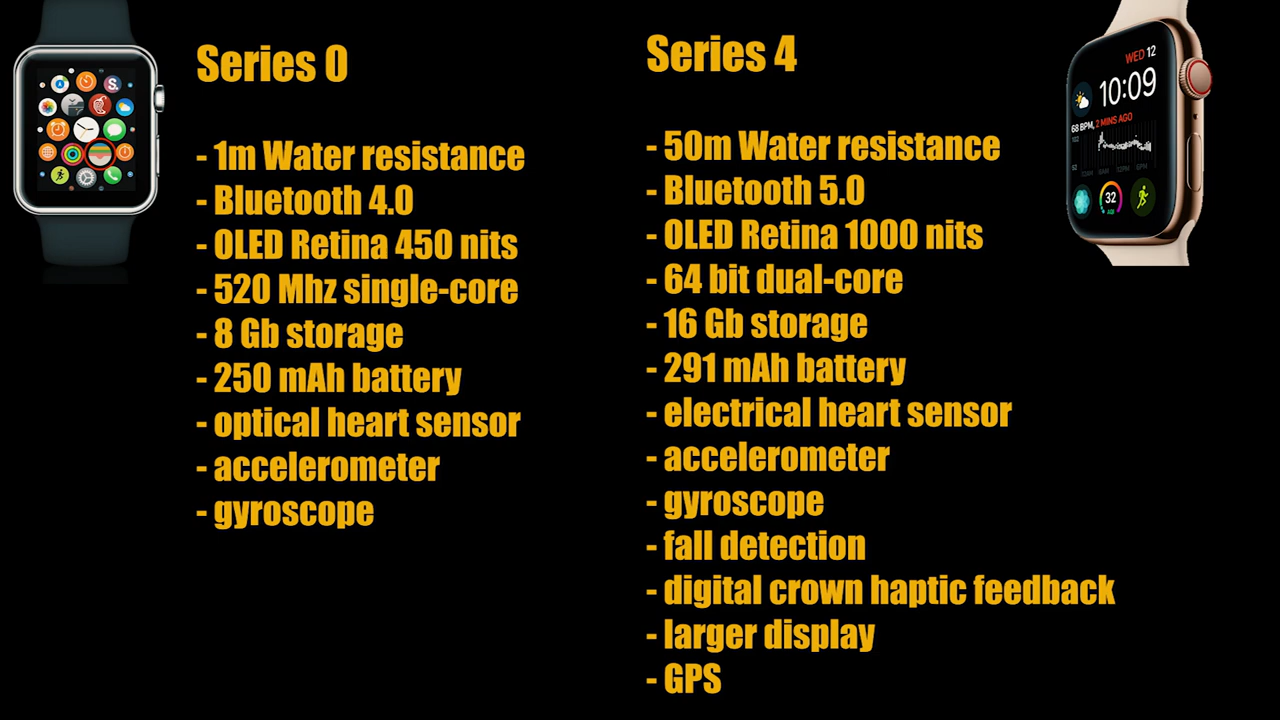 Series 0
- 1m Water resistance
- Bluetooth 4.0
- OLED Retina 450 nits
- 520 Mhz single-core
- 8 Gb storage
- 250 mAh battery
- optical heart sensor
- accelerometer
- gyroscope
Series 4
- 50m Water resistance
- Bluetooth 5.0
- OLED Retina 1000 nits
- 64 bit dual-core
- 16 Gb storage
- 291 mAh battery
- electrical heart sensor
- accelerometer
- gyroscope
- fall detection
- digital crown haptic feedback
- larger display
- GPS
WED 12
10:09
68 BPM, 2 MINS AGO
32